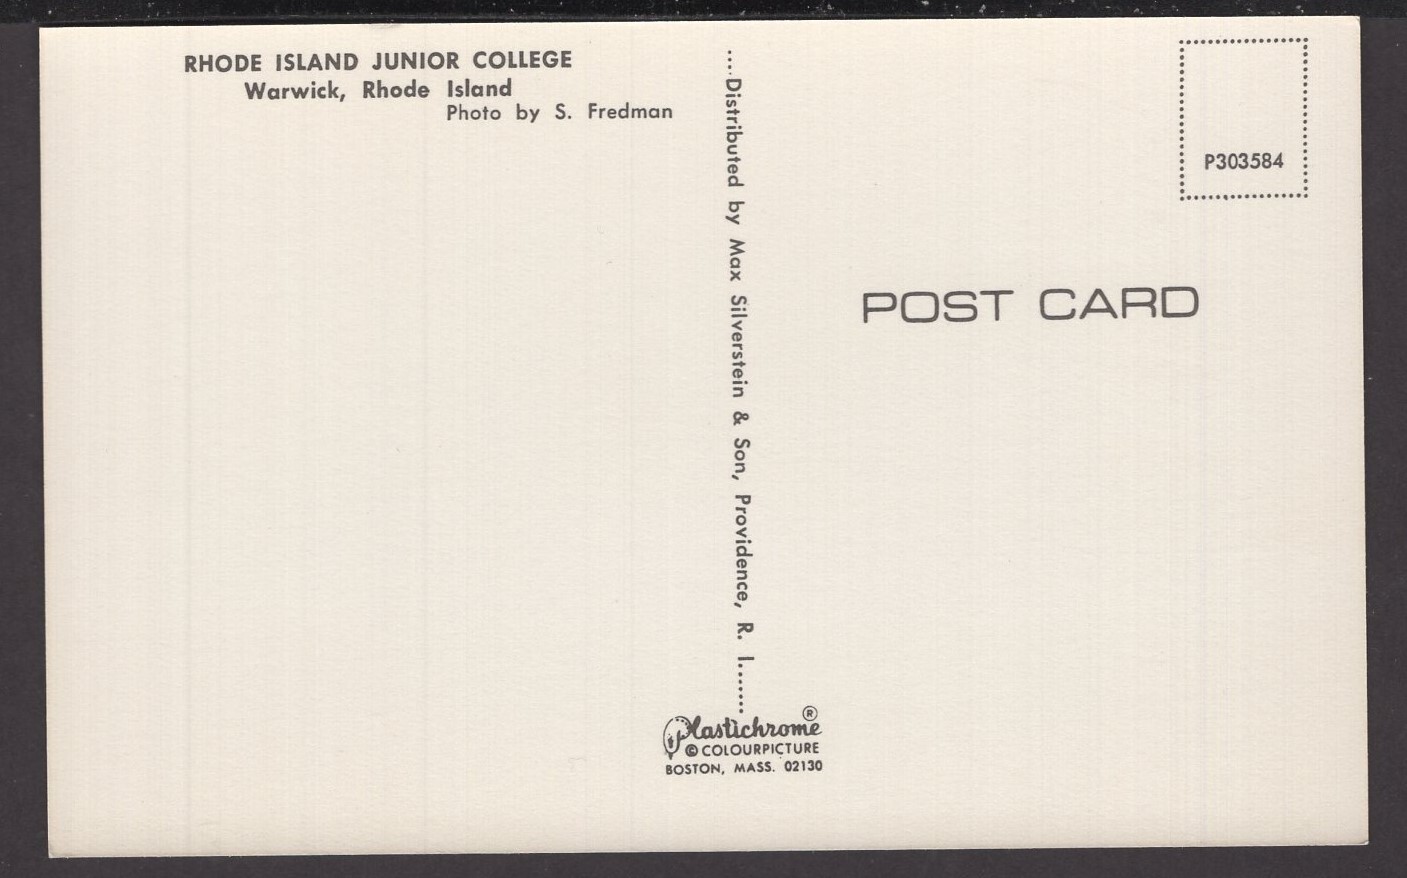 RHODE ISLAND JUNIOR COLLEGE
Warwick, Rhode Island
Photo by S. Fredman
....Distributed by Max Silverstein & Son, Providence, R. I.......
P303584
POST CARD
Plastichrome ®
© COLOURPICTURE
BOSTON, MASS. 02130